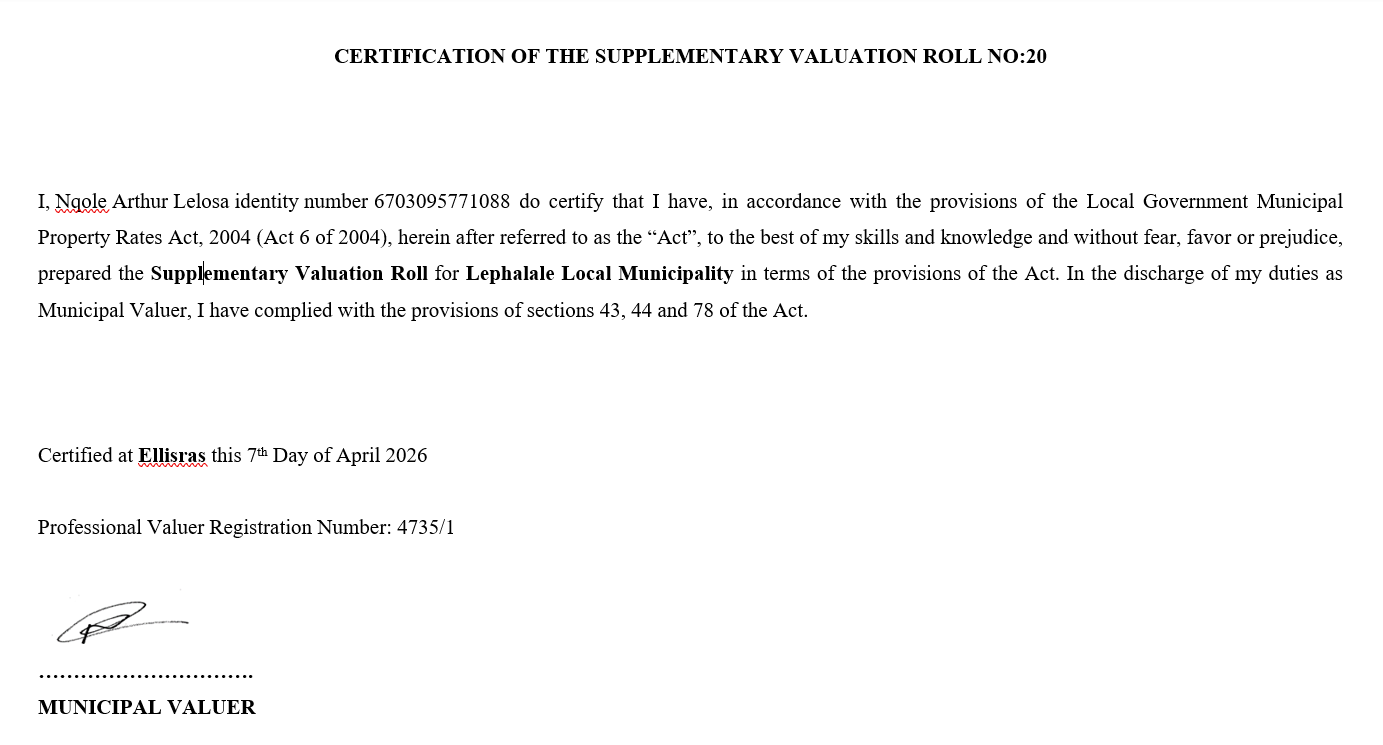 CERTIFICATION OF THE SUPPLEMENTARY VALUATION ROLL NO:20
I, Nqole Arthur Lelosa identity number 6703095771088 do certify that I have, in accordance with the provisions of the Local Government Municipal
Property Rates Act, 2004 (Act 6 of 2004), herein after referred to as the “Act”, to the best of my skills and knowledge and without fear, favor or prejudice,
prepared the Supplementary Valuation Roll for Lephalale Local Municipality in terms of the provisions of the Act. In the discharge of my duties as
Municipal Valuer, I have complied with the provisions of sections 43, 44 and 78 of the Act.
Certified at Ellisras this 7th Day of April 2026
Professional Valuer Registration Number: 4735/1
…………………………….
MUNICIPAL VALUER